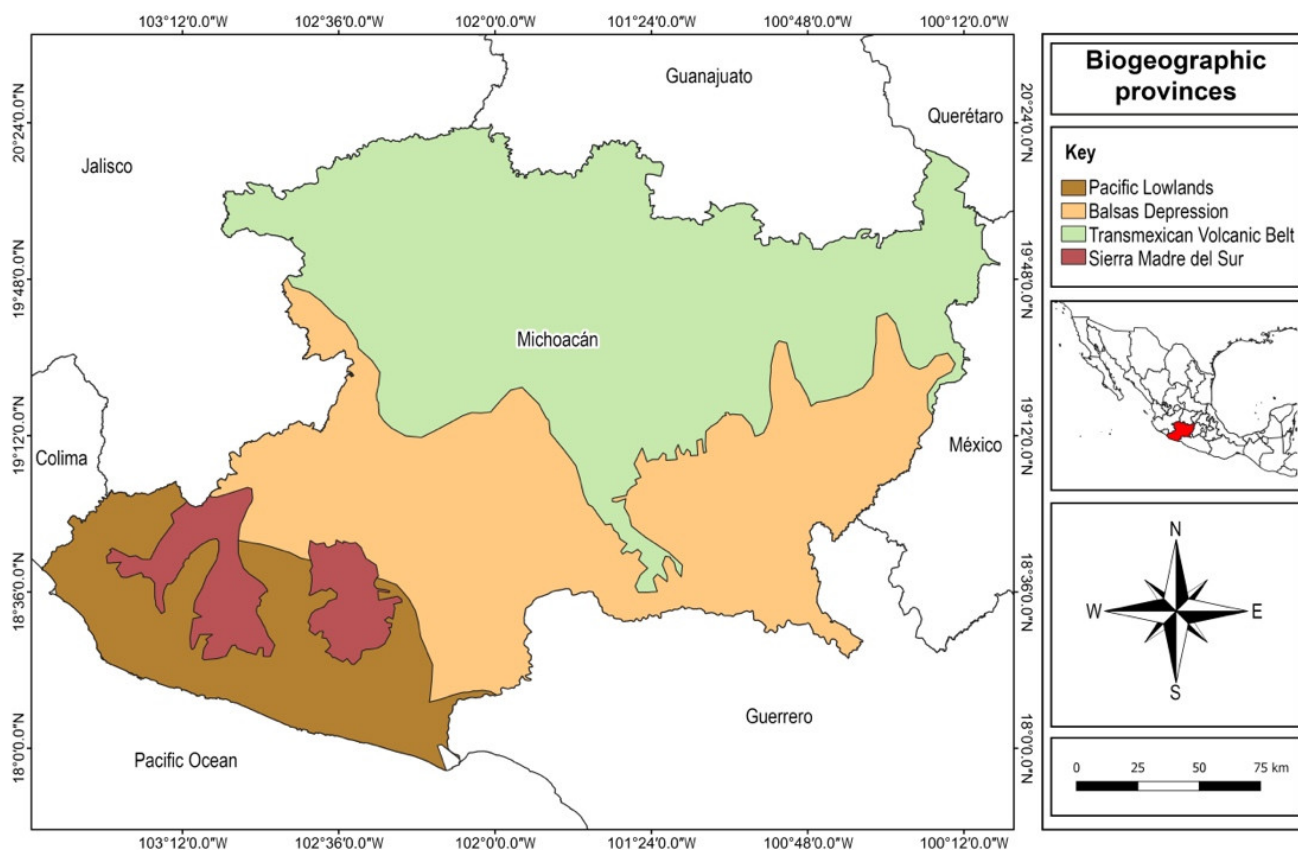 103°12'0.0"W
102°36'0.0"W
102°0'0.0"W
101°24'0.0"W
100°48'0.0"W
100°12'0.0"W
20°24'0.0"N
19°48'0.0"N
19°12'0.0"N
18°36'0.0"N
18°0'0.0"N
Guanajuato
Querétaro
Jalisco
Michoacán
Colima
México
Guerrero
Pacific Ocean
20°24'0.0"N
19°48'0.0"N
19°12'0.0"N
18°36'0.0"N
18°0'0.0"N
103°12'0.0"W
102°36'0.0"W
102°0'0.0"W
101°24'0.0"W
100°48'0.0"W
100°12'0.0"W
Biogeographic
provinces
Key
Pacific Lowlands
Balsas Depression
Transmexican Volcanic Belt
Sierra Madre del Sur
N
W
E
S
0
25
50
75 km